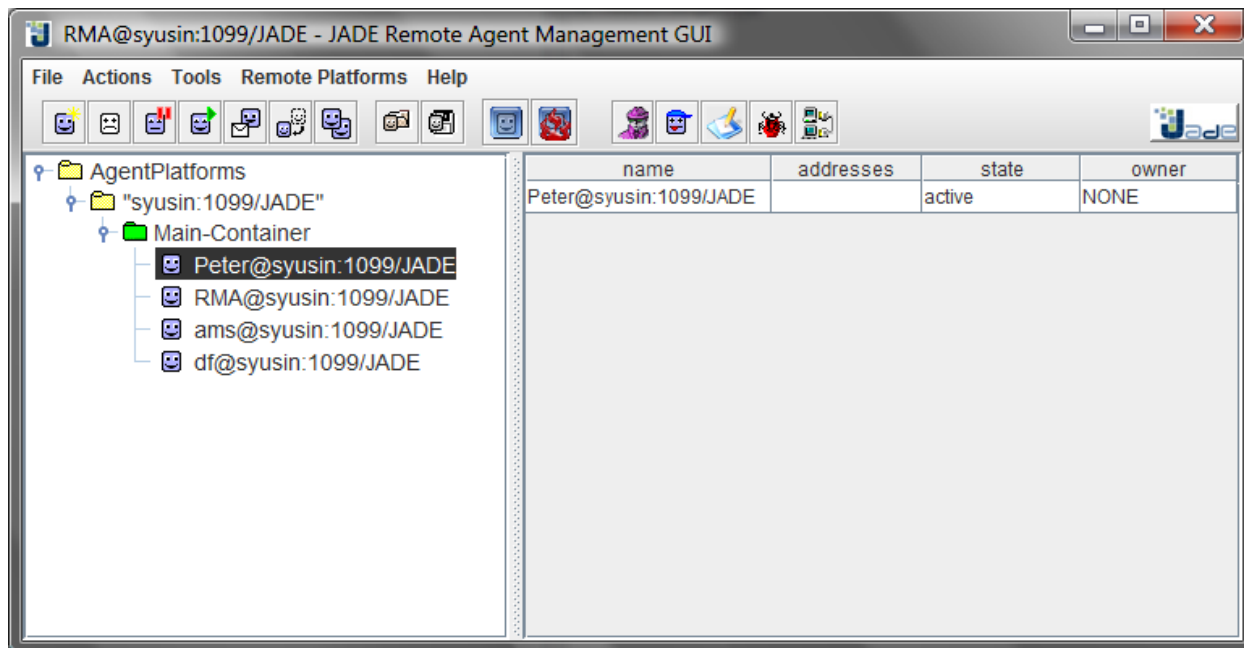 RMA@syusin:1099/JADE - JADE Remote Agent Management GUI
File Actions Tools Remote Platforms Help
Jade
AgentPlatforms
"syusin:1099/JADE"
Main-Container
Peter@syusin:1099/JADE
RMA@syusin:1099/JADE
ams@syusin:1099/JADE
df@syusin:1099/JADE
name addresses state owner
Peter@syusin:1099/JADE active NONE